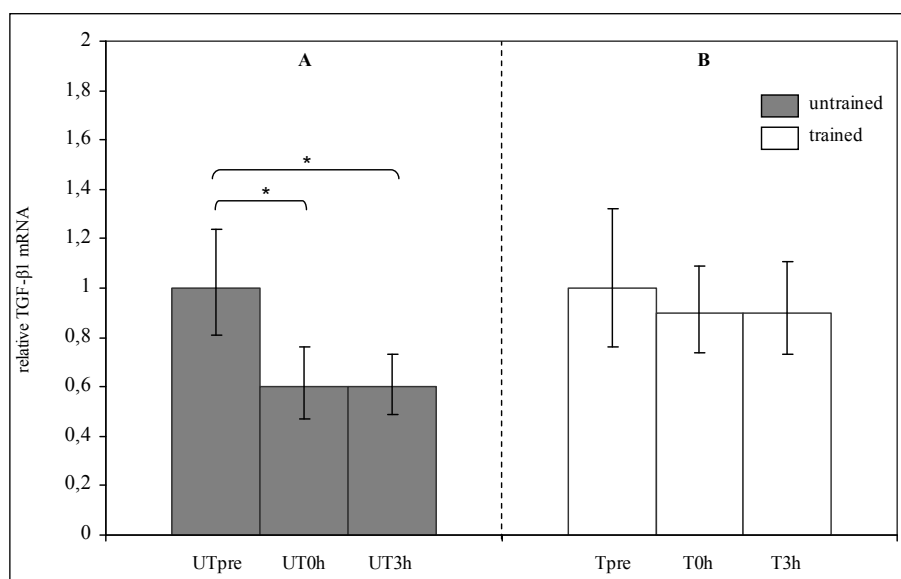 A
B
untrained
trained
2
1,8
1,6
1,4
1,2
1
0,8
0,6
0,4
0,2
0
relative TGF-β1 mRNA
*
*
UTpre UT0h UT3h Tpre T0h T3h